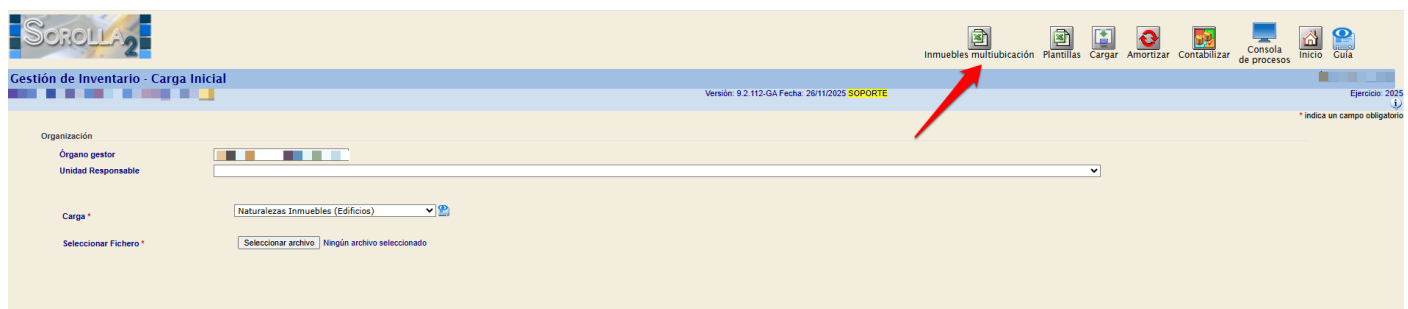 SOROLLA2
Inmuebles multiubicación Plantillas Cargar Amortizar Contabilizar Consola de procesos Inicio Guía
Gestión de Inventario - Carga Inicial
Versión: 9.2.112-GA Fecha: 26/11/2025 SOPORTE
Ejercicio: 2025
* indica un campo obligatorio
Organización
Órgano gestor
Unidad Responsable
Carga * Naturalezas Inmuebles (Edificios)
Seleccionar Fichero * Seleccionar archivo Ningún archivo seleccionado